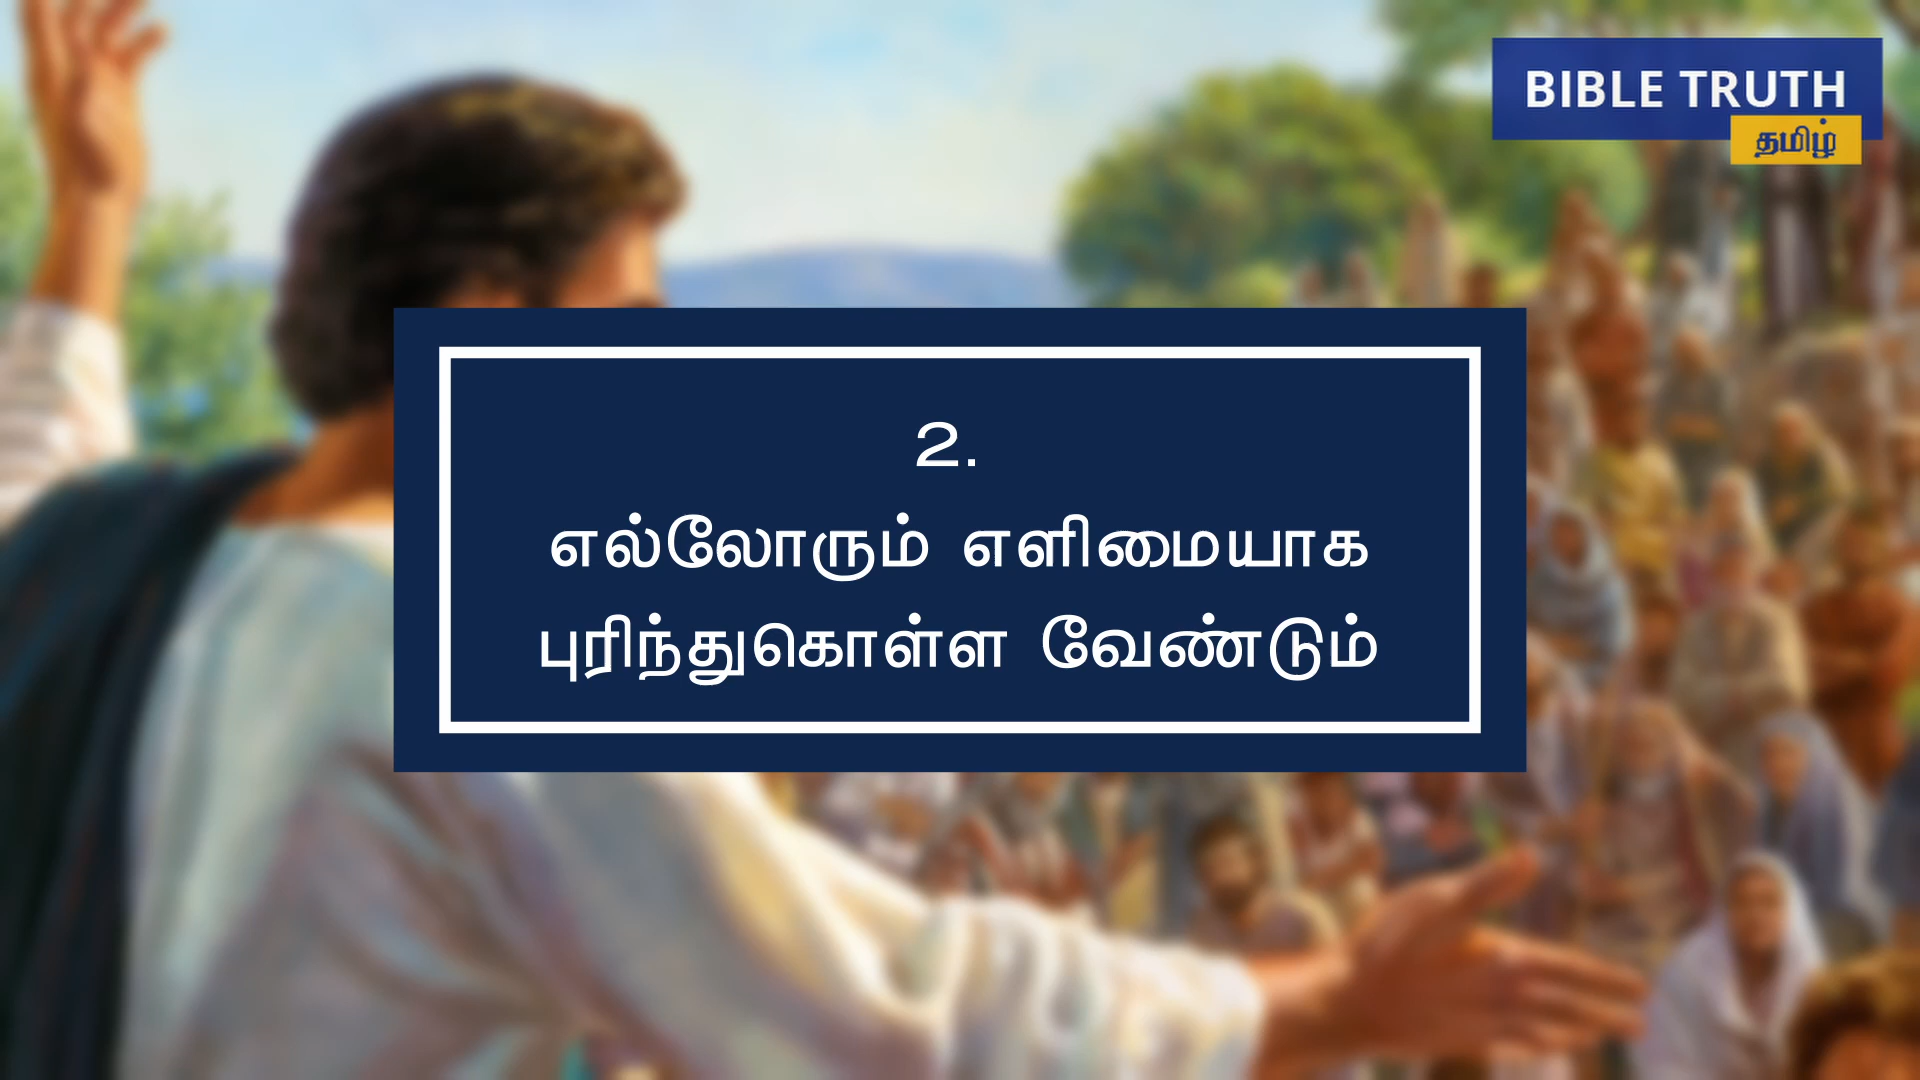 BIBLE TRUTH
தமிழ்
2.
எல்லோரும் எளிமையாக
புரிந்துகொள்ள வேண்டும்